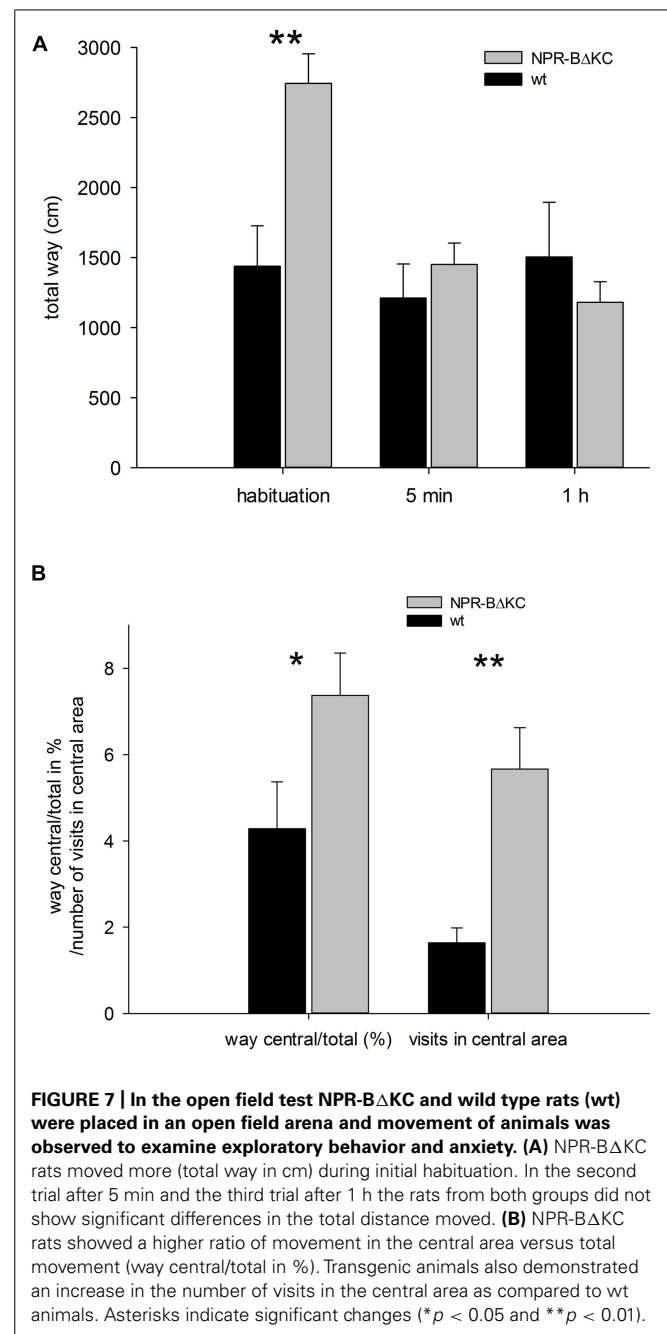 A
**
NPR-BΔKC
wt
3000
2500
2000
1500
1000
500
0
total way (cm)
habituation 5 min 1 h
B
NPR-BΔKC
wt
* **
8
6
4
2
0
way central/total in %
/number of visits in central area
way central/total (%) visits in central area
FIGURE 7 | In the open field test NPR-BΔKC and wild type rats (wt)
were placed in an open field arena and movement of animals was
observed to examine exploratory behavior and anxiety. (A) NPR-BΔKC
rats moved more (total way in cm) during initial habituation. In the second
trial after 5 min and the third trial after 1 h the rats from both groups did not
show significant differences in the total distance moved. (B) NPR-BΔKC
rats showed a higher ratio of movement in the central area versus total
movement (way central/total in %). Transgenic animals also demonstrated
an increase in the number of visits in the central area as compared to wt
animals. Asterisks indicate significant changes (*p < 0.05 and **p < 0.01).